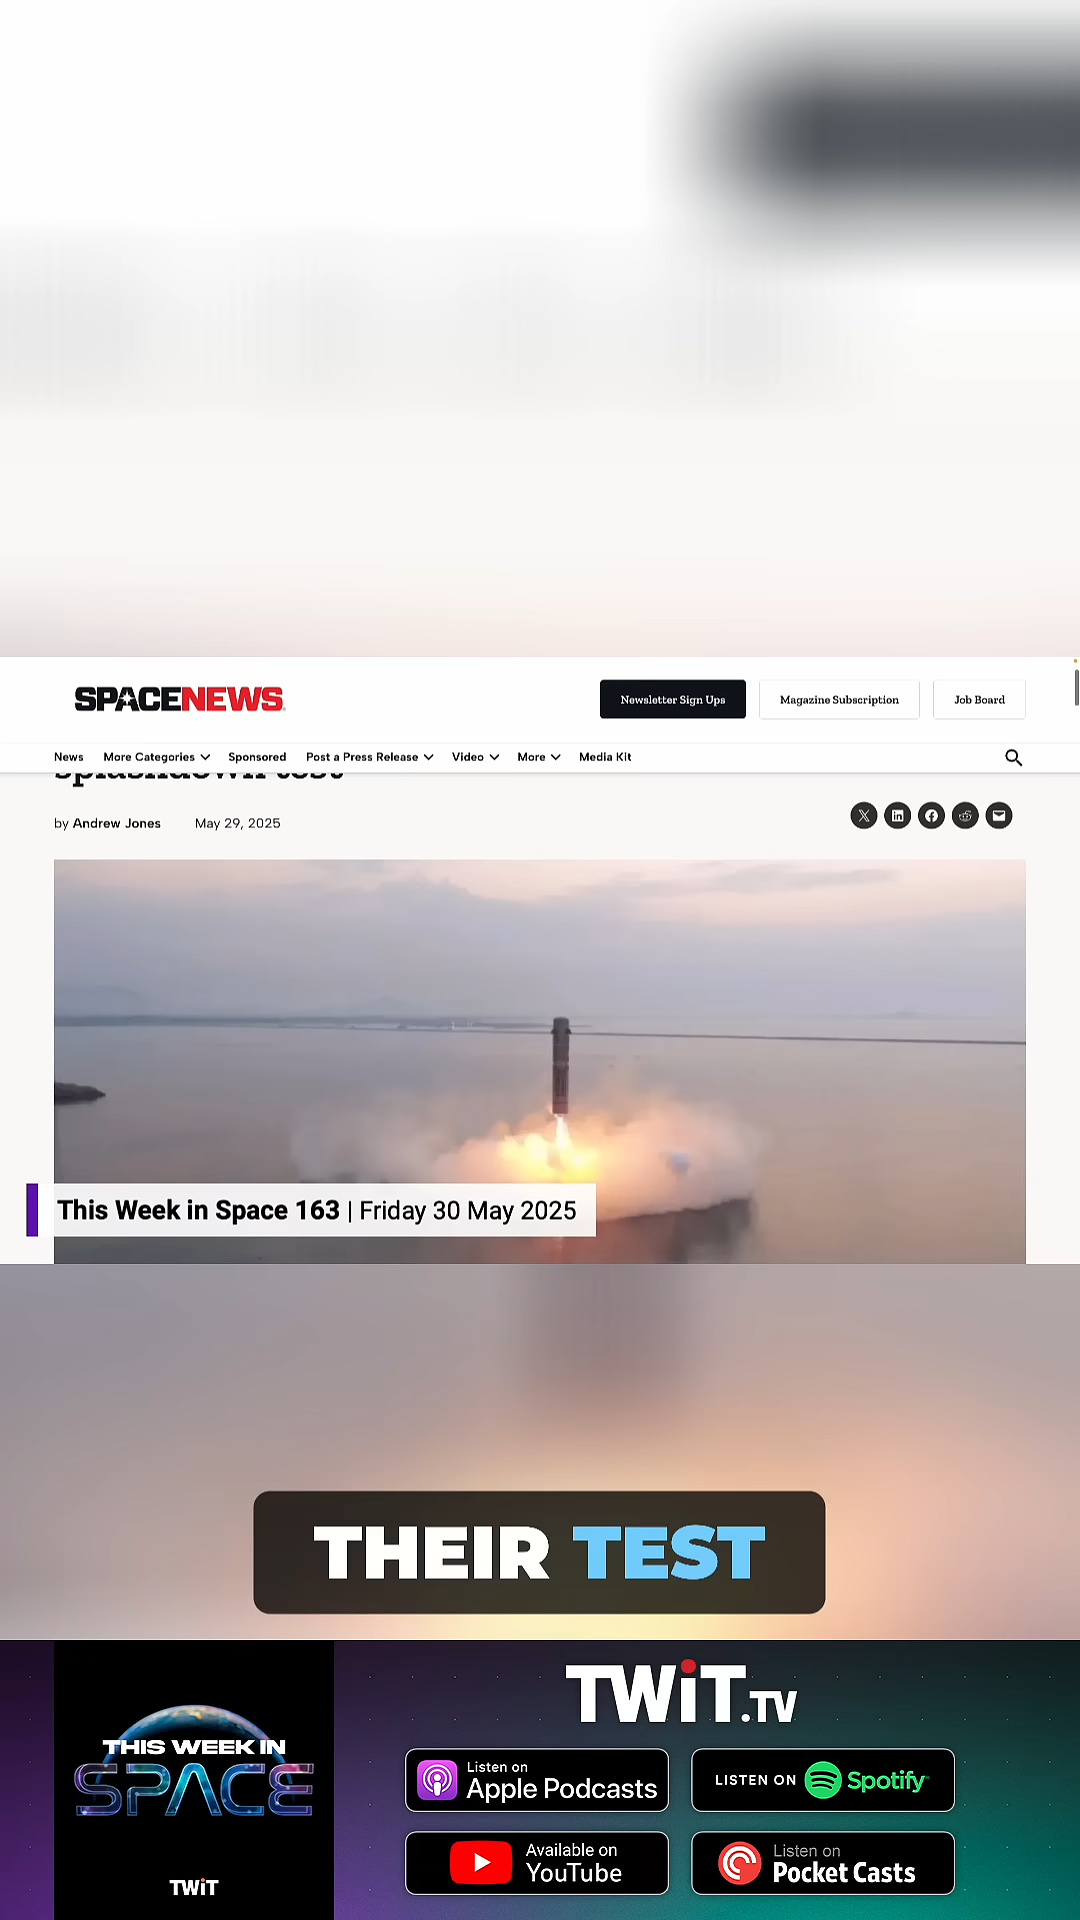 SPACENEWS
Newsletter Sign Ups
Magazine Subscription
Job Board
News
More Categories
Sponsored
Post a Press Release
Video
More
Media Kit
splashdown test
by Andrew Jones
May 29, 2025
This Week in Space 163 | Friday 30 May 2025
THEIR TEST
THIS WEEK IN
SPACE
TWiT
TWiT.TV
Listen on
Apple Podcasts
LISTEN ON Spotify
Available on
YouTube
Listen on
Pocket Casts